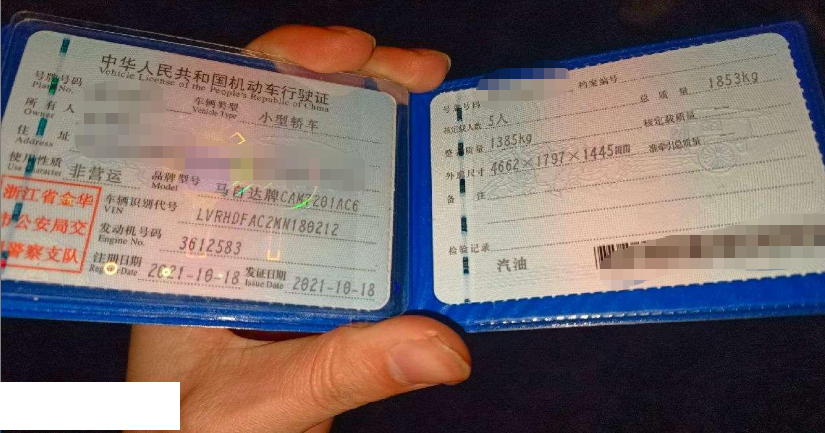 中华人民共和国机动车行驶证
Vehicle License of the People's Republic of China
号牌号码
Plate No.
所有人
Owner
车辆类型
Vehicle Type
小型轿车
住址
Address
使用性质
Use Character
非营运
品牌型号
Model
马自达牌CAM7201AC6
浙江省金华
市公安局交
警察支队
车辆识别代号
VIN
LVRHDFAC2MN180212
发动机号码
Engine No.
3612583
注册日期
Register Date
2021-10-18
发证日期
Issue Date
2021-10-18
号牌号码
档案编号
核定载人数
5人
总质量
1853kg
整备质量
1385kg
核定载质量
外廓尺寸
4662×1797×1445mm
准牵引总质量
备注
检验记录
汽油